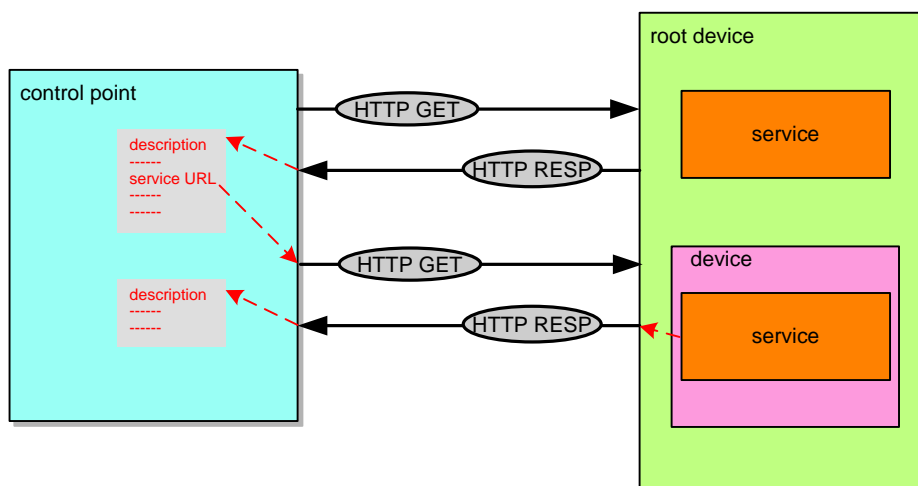 root device
control point
HTTP GET
service
description
------
service URL
------
------
HTTP RESP
HTTP GET
device
description
------
------
HTTP RESP
service